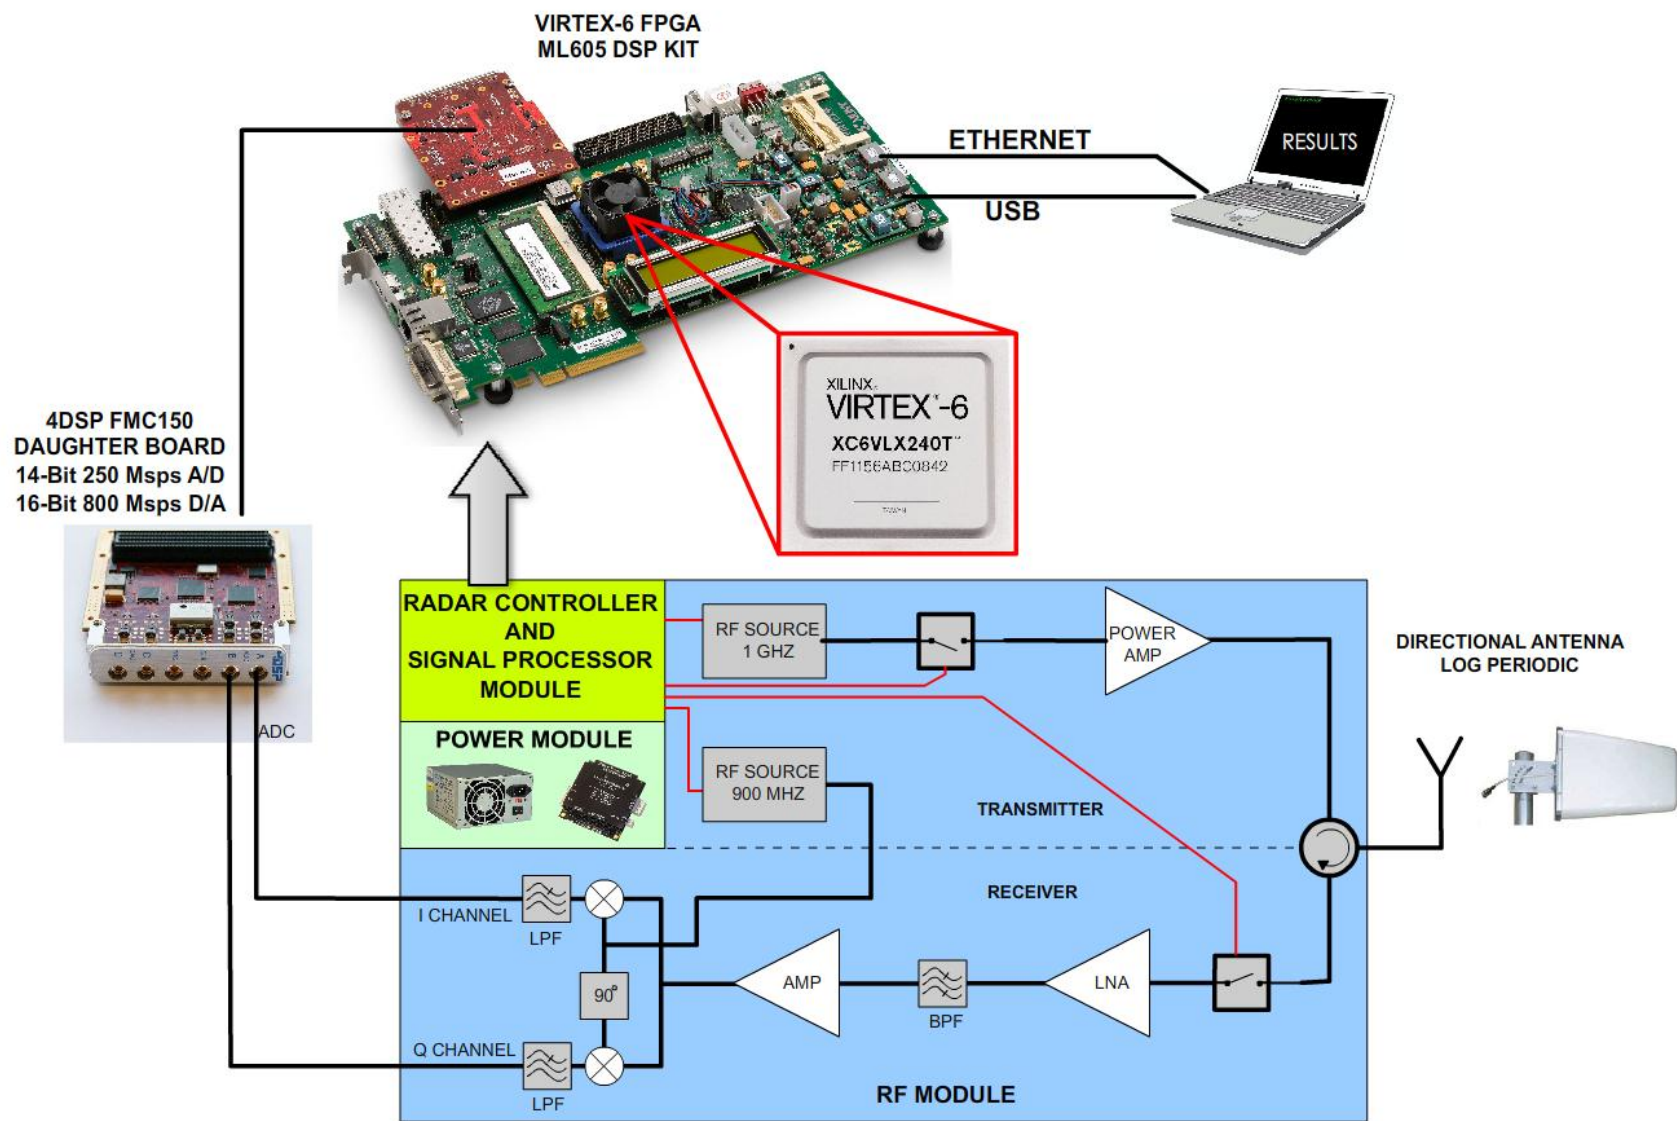 VIRTEX-6 FPGA
ML605 DSP KIT
ETHERNET
USB
RESULTS
XILINX
VIRTEX™-6
XC6VLX240T™
FF1156ABC0842
TAIWAN
4DSP FMC150
DAUGHTER BOARD
14-Bit 250 Msps A/D
16-Bit 800 Msps D/A
ADC
RADAR CONTROLLER
AND
SIGNAL PROCESSOR
MODULE
POWER MODULE
RF SOURCE
1 GHZ
POWER
AMP
DIRECTIONAL ANTENNA
LOG PERIODIC
RF SOURCE
900 MHZ
TRANSMITTER
RECEIVER
I CHANNEL
LPF
90°
AMP
BPF
LNA
Q CHANNEL
LPF
RF MODULE